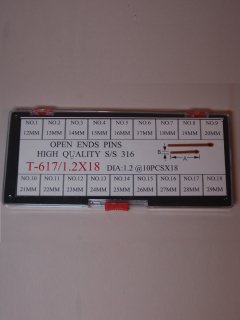 NO.1 NO.2 NO.3 NO.4 NO.5 NO.6 NO.7 NO.8 NO.9
12MM 13MM 14MM 15MM 16MM 17MM 18MM 19MM 20MM
OPEN ENDS PINS
HIGH QUALITY S/S 316
B
A
T-617/1.2X18 DIA:1.2 @10PCSX18
NO.10 NO.11 NO.12 NO.13 NO.14 NO.15 NO.16 NO.17 NO.18
21MM 22MM 23MM 24MM 25MM 26MM 27MM 28MM 29MM